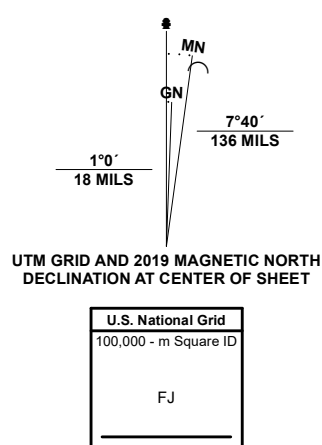 MN
GN
7°40´
136 MILS
1°0´
18 MILS
UTM GRID AND 2019 MAGNETIC NORTH
DECLINATION AT CENTER OF SHEET
U.S. National Grid
100,000 - m Square ID
FJ